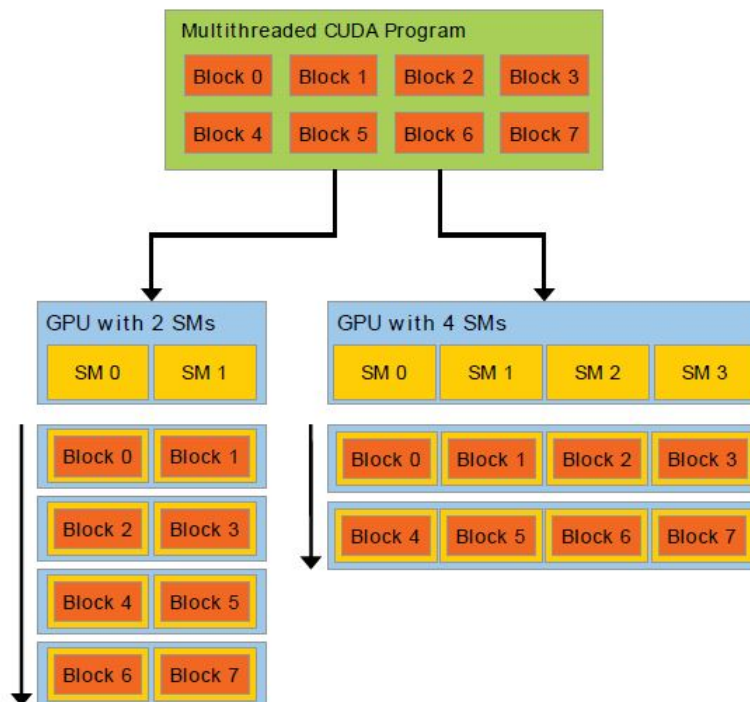 Multithreaded CUDA Program
Block 0 Block 1 Block 2 Block 3
Block 4 Block 5 Block 6 Block 7
GPU with 2 SMs
SM 0 SM 1
Block 0 Block 1
Block 2 Block 3
Block 4 Block 5
Block 6 Block 7
GPU with 4 SMs
SM 0 SM 1 SM 2 SM 3
Block 0 Block 1 Block 2 Block 3
Block 4 Block 5 Block 6 Block 7